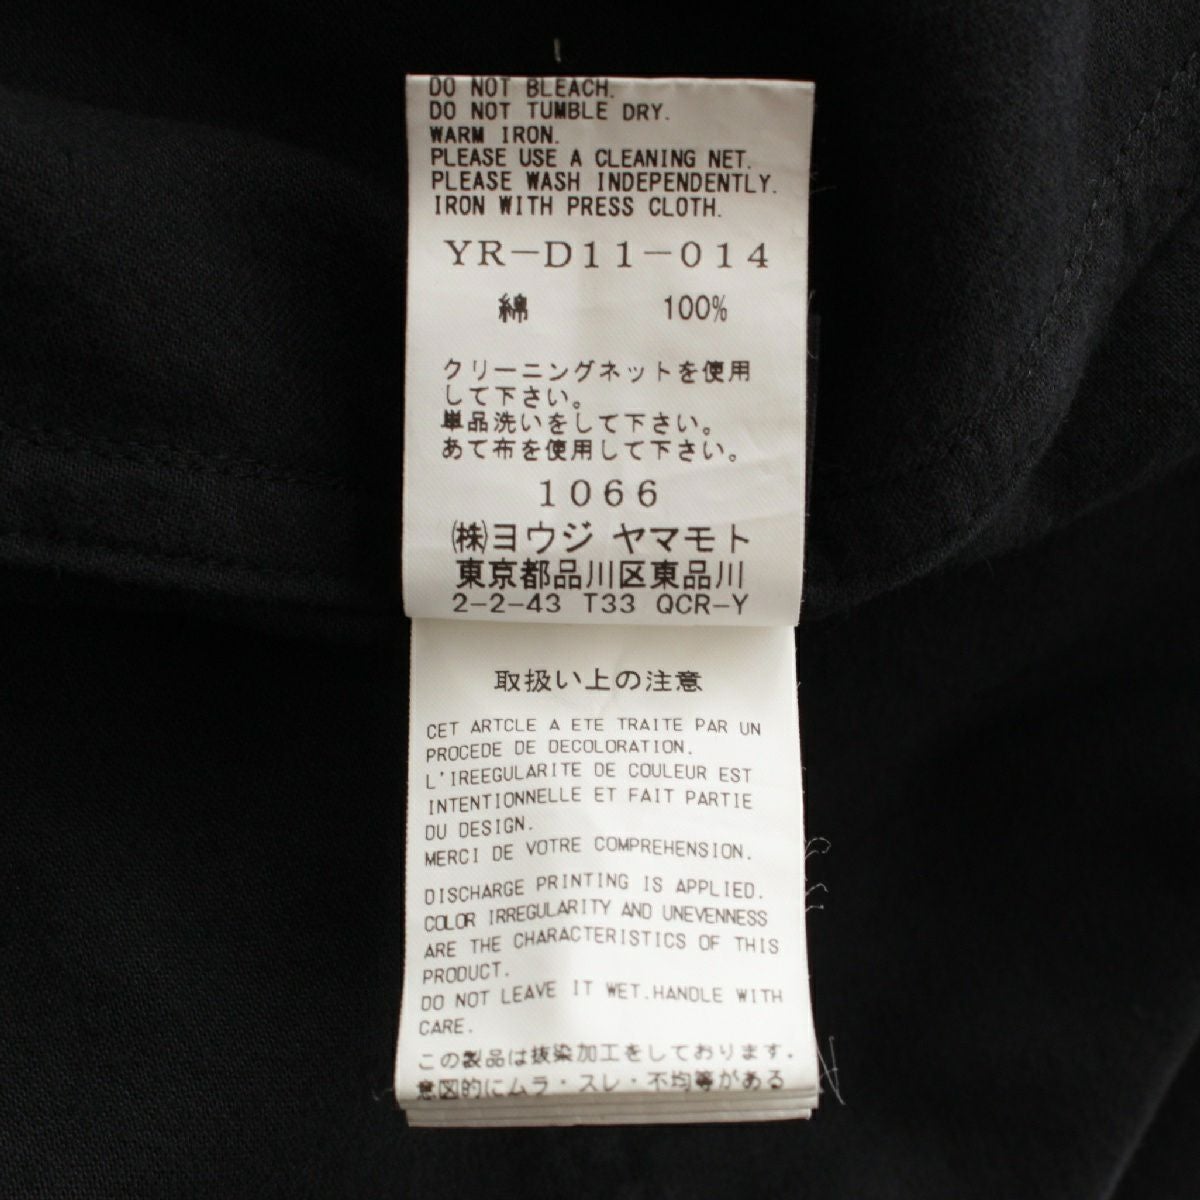 DO NOT BLEACH.
DO NOT TUMBLE DRY.
WARM IRON.
PLEASE USE A CLEANING NET.
PLEASE WASH INDEPENDENTLY.
IRON WITH PRESS CLOTH.
YR-D11-014
綿 100%
クリーニングネットを使用
して下さい。
単品洗いをして下さい。
あて布を使用して下さい。
1066
㈱ヨウジ ヤマモト
東京都品川区東品川
2-2-43 T33 QCR-Y
取扱い上の注意
CET ARTCLE A ETE TRAITE PAR UN
PROCEDE DE DECOLORATION.
L'IREEGULARITE DE COULEUR EST
INTENTIONNELLE ET FAIT PARTIE
DU DESIGN.
MERCI DE VOTRE COMPREHENSION.
DISCHARGE PRINTING IS APPLIED.
COLOR IRREGULARITY AND UNEVENNESS
ARE THE CHARACTERISTICS OF THIS
PRODUCT.
DO NOT LEAVE IT WET.HANDLE WITH
CARE.
この製品は抜染加工をしております.
意図的にムラ・スレ・不均等がある